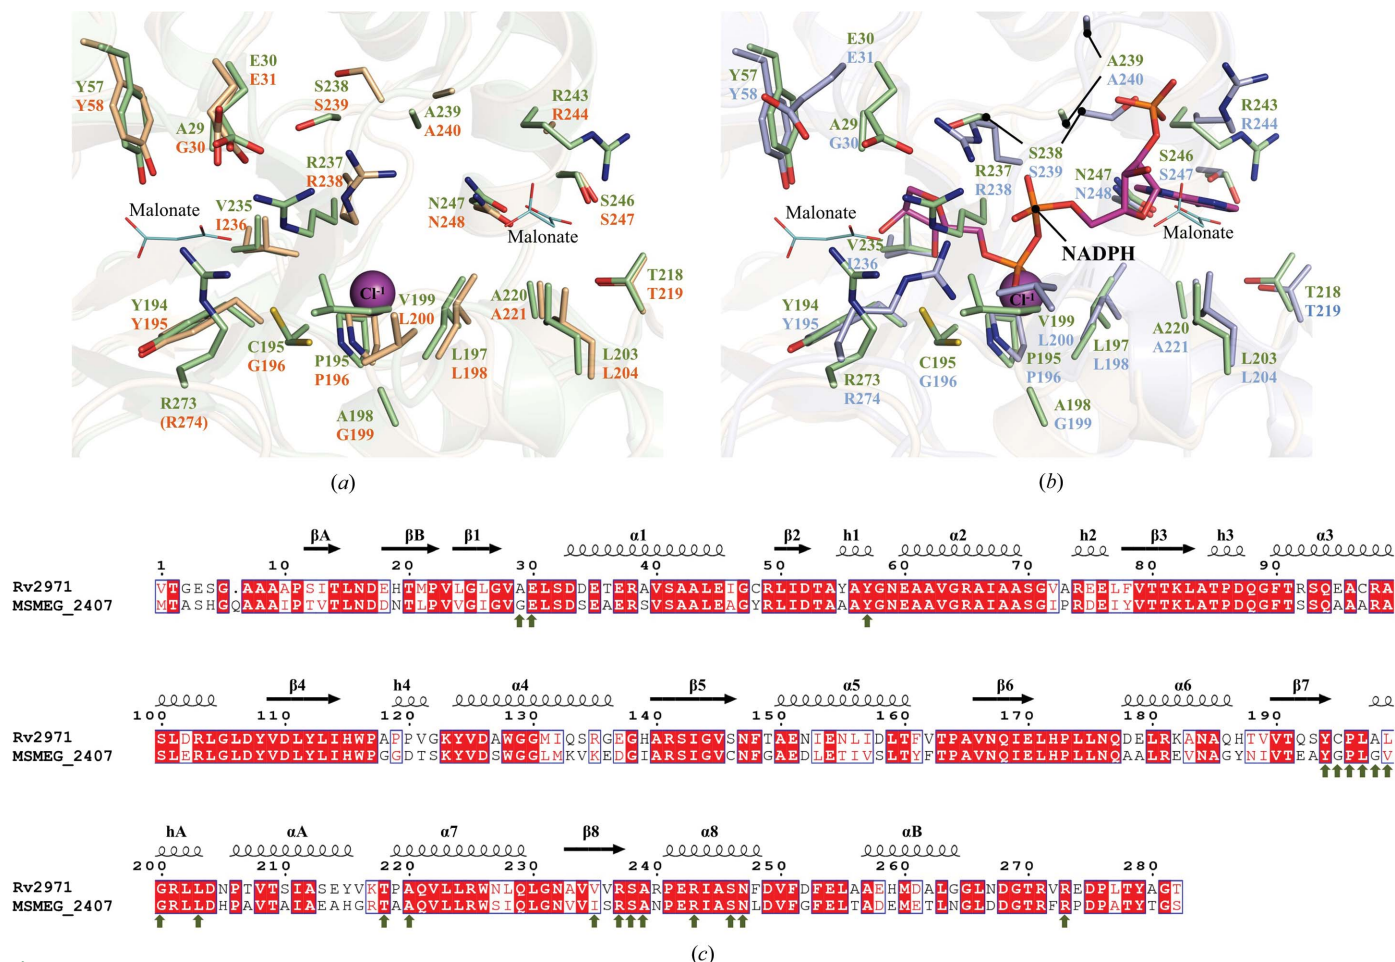 E30
E31
Y57
Y58
S238
S239
A239
A240
R243
R244
A29
G30
R237
R238
V235
I236
N247
N248
S246
S247
Malonate
Malonate
Cl-1
Y194
Y195
V199
L200
A220
A221
T218
T219
C195
G196
P195
P196
L197
L198
L203
L204
R273
(R274)
A198
G199
(a)
E30
E31
Y57
Y58
A239
A240
R243
R244
A29
G30
S238
S239
R237
R238
N247
N248
S246
S247
Malonate
Malonate
V235
I236
NADPH
Cl-1
Y194
Y195
V199
L200
A220
A221
T218
T219
C195
G196
P195
P196
L197
L198
L203
L204
R273
R274
A198
G199
(b)
βA βB β1 α1 β2 h1 α2 h2 β3 h3 α3
1 10 20 30 40 50 60 70 80 90
Rv2971 VTGESG.AAAAPSITLNDEHTMPVLGLGVAELSDDETERAVSAALEIGCRLIDTAYAYGNEAAVGRAIAASGVAREELFVTTKLATPDQGFTRSQEACRA
MSMEG_2407 MTASHGQAAAIPTVTLNDDNTLPVVGIGVGELSDSEAERSVSAALEAGYRLIDTAAAYGNEAAVGRAIAASGIPRDEIYVTTKLATPDQGFTSSQAAARA
β4 h4 α4 β5 α5 β6 α6 β7
100 110 120 130 140 150 160 170 180 190
Rv2971 SLDRLGLDYVDLYLIHWPAPPVGKYVDAWGGMIQSRGEGHARSIGVSNFTAENIENLIDLTFVTPAVNQIELHPLLNQDELRKANAQHTVVTQSYCPLAL
MSMEG_2407 SLERLGLDYVDLYLIHWPGGDTSKYVDSWGGLMKVKEDGIARSIGVCNFGAEDLETIVSLTYFTPAVNQIELHPLLNQAALREVNAGYNIVTEAYGPLGV
hA αA α7 β8 α8 αB
200 210 220 230 240 250 260 270 280
Rv2971 GRLLDNPTVTSIASEYVKTPAQVLLRWNLQLGNAVVVRSARPERIASNFDVFDFELAAEHMDALGGLNDGTRVREDPLTYAGT
MSMEG_2407 GRLLDHPAVTAIAEAHGRTAAQVLLRWSIQLGNVVISRSANPERIASNLDVFGFELTADEMETLNGLDDGTRFRPDPATYTGS
(c)